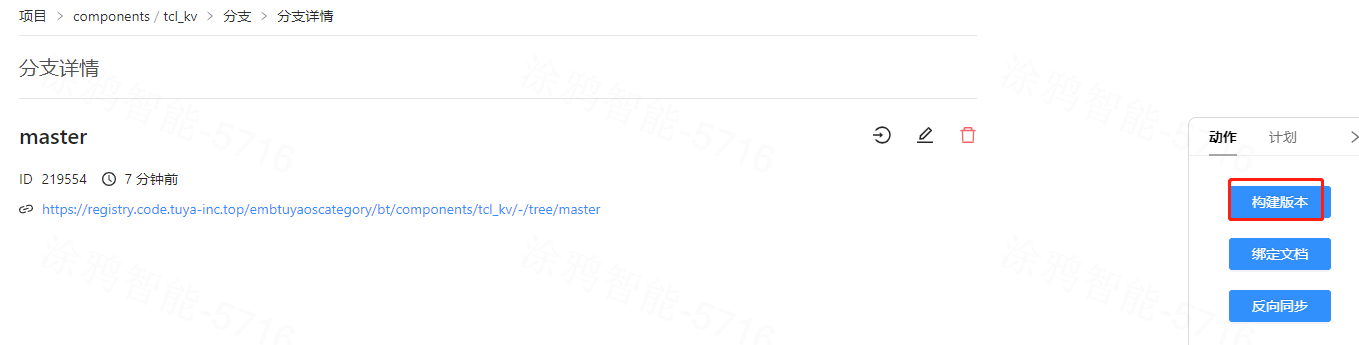 项目 > components / tcl_kv > 分支 > 分支详情
分支详情
master
ID 219554 7 分钟前
https://registry.code.tuya-inc.top/embtuyaoscategory/bt/components/tcl_kv/-/tree/master
动作 计划
构建版本
绑定文档
反向同步
涂鸦智能-5716
涂鸦智能-5716
涂鸦智能-5716
涂鸦智能-5716
涂鸦智能-5716
涂鸦智能-5716